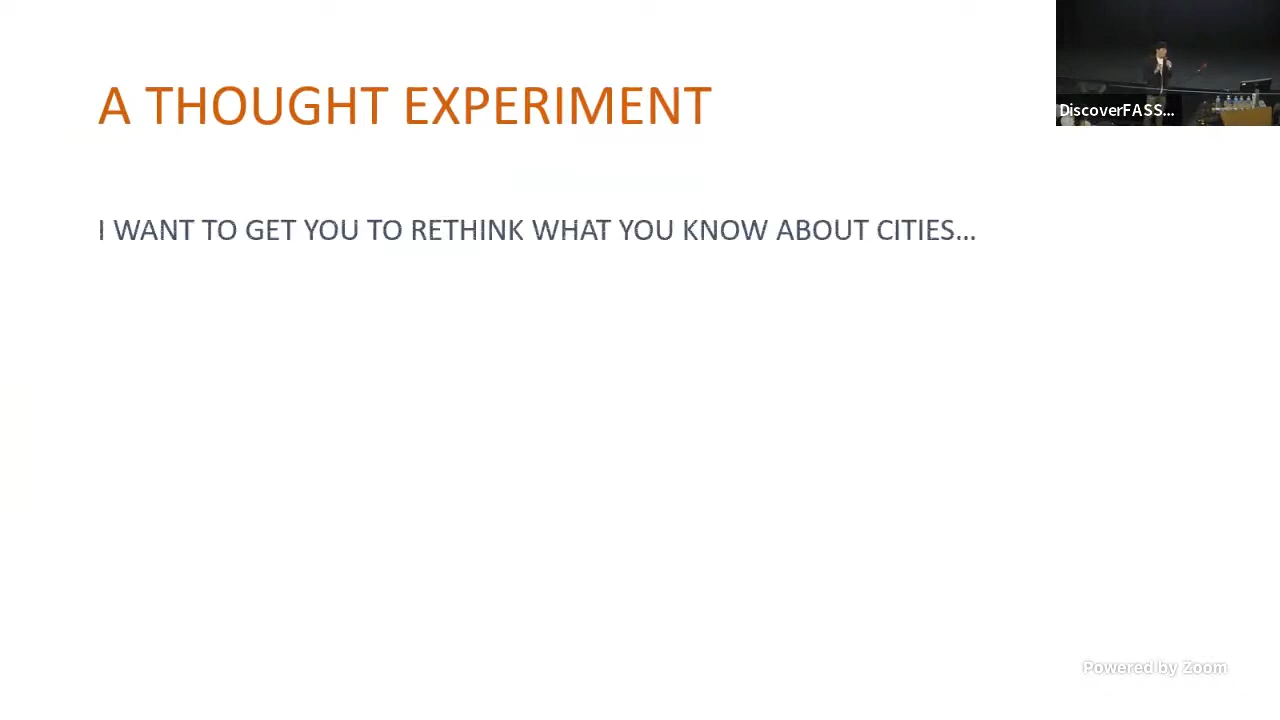 A THOUGHT EXPERIMENT
I WANT TO GET YOU TO RETHINK WHAT YOU KNOW ABOUT CITIES...
DiscoverFASS...
Powered by Zoom